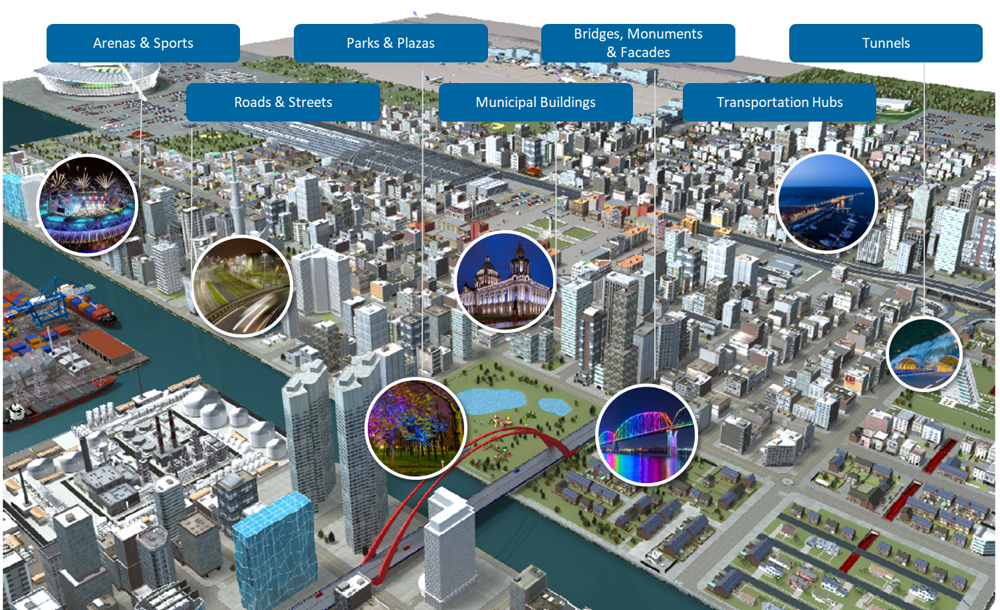 Arenas & Sports
Parks & Plazas
Bridges, Monuments
& Facades
Tunnels
Roads & Streets
Municipal Buildings
Transportation Hubs